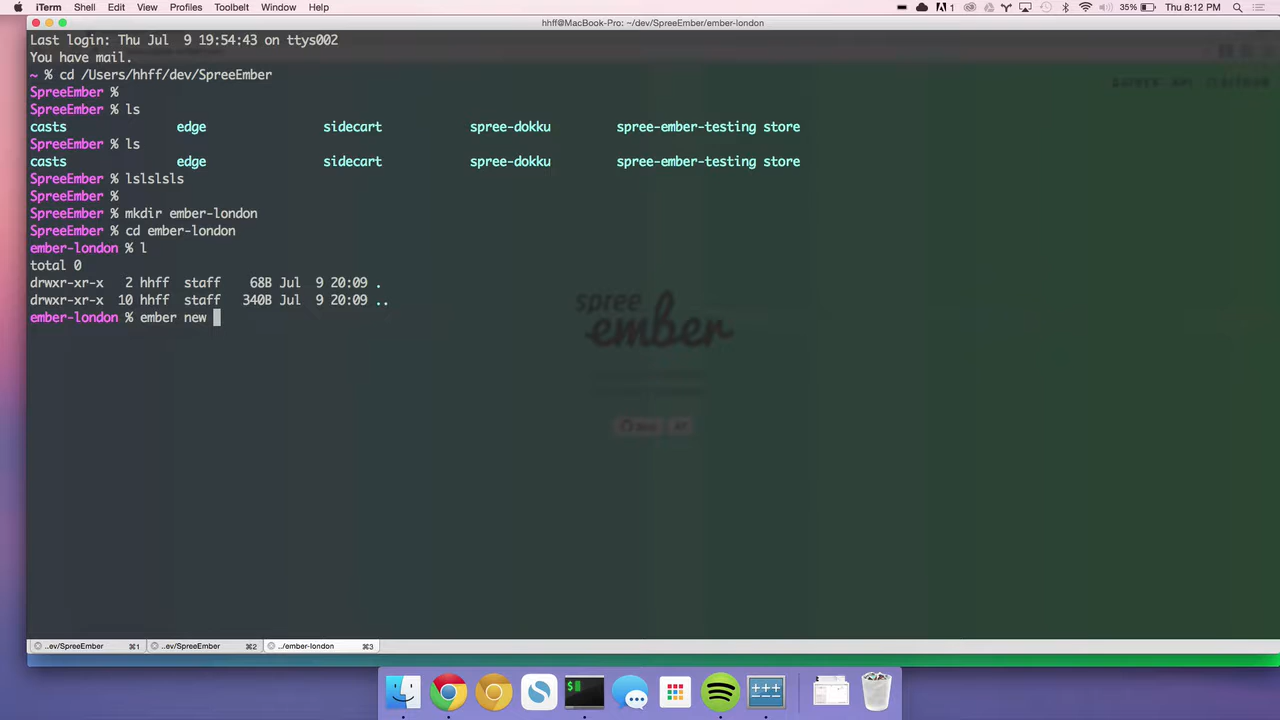 iTerm Shell Edit View Profiles Toolbelt Window Help 1 35% Thu 8:12 PM
hhff@MacBook-Pro: ~/dev/SpreeEmber/ember-london
Last login: Thu Jul  9 19:54:43 on ttys002
You have mail.
~ % cd /Users/hhff/dev/SpreeEmber
SpreeEmber %
SpreeEmber % ls
casts edge sidecart spree-dokku spree-ember-testing store
SpreeEmber % ls
casts edge sidecart spree-dokku spree-ember-testing store
SpreeEmber % lslslsls
SpreeEmber %
SpreeEmber % mkdir ember-london
SpreeEmber % cd ember-london
ember-london % l
total 0
drwxr-xr-x   2 hhff  staff    68B Jul  9 20:09 .
drwxr-xr-x  10 hhff  staff   340B Jul  9 20:09 ..
ember-london % ember new
spree
ember
..ev/SpreeEmber ⌘1 ..ev/SpreeEmber ⌘2 ../ember-london ⌘3